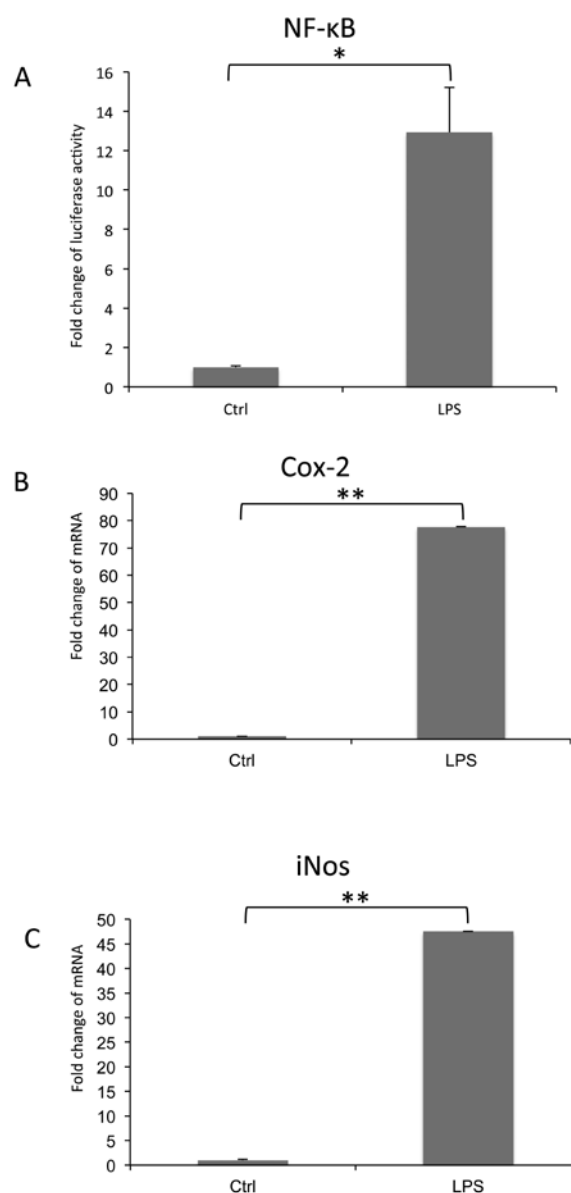 NF-κB
*
A
16
14
12
10
8
6
4
2
0
Fold change of luciferase activity
Ctrl LPS
Cox-2
B
**
90
80
70
60
50
40
30
20
10
0
Fold change of mRNA
Ctrl LPS
iNos
**
C
50
45
40
35
30
25
20
15
10
5
0
Fold change of mRNA
Ctrl LPS